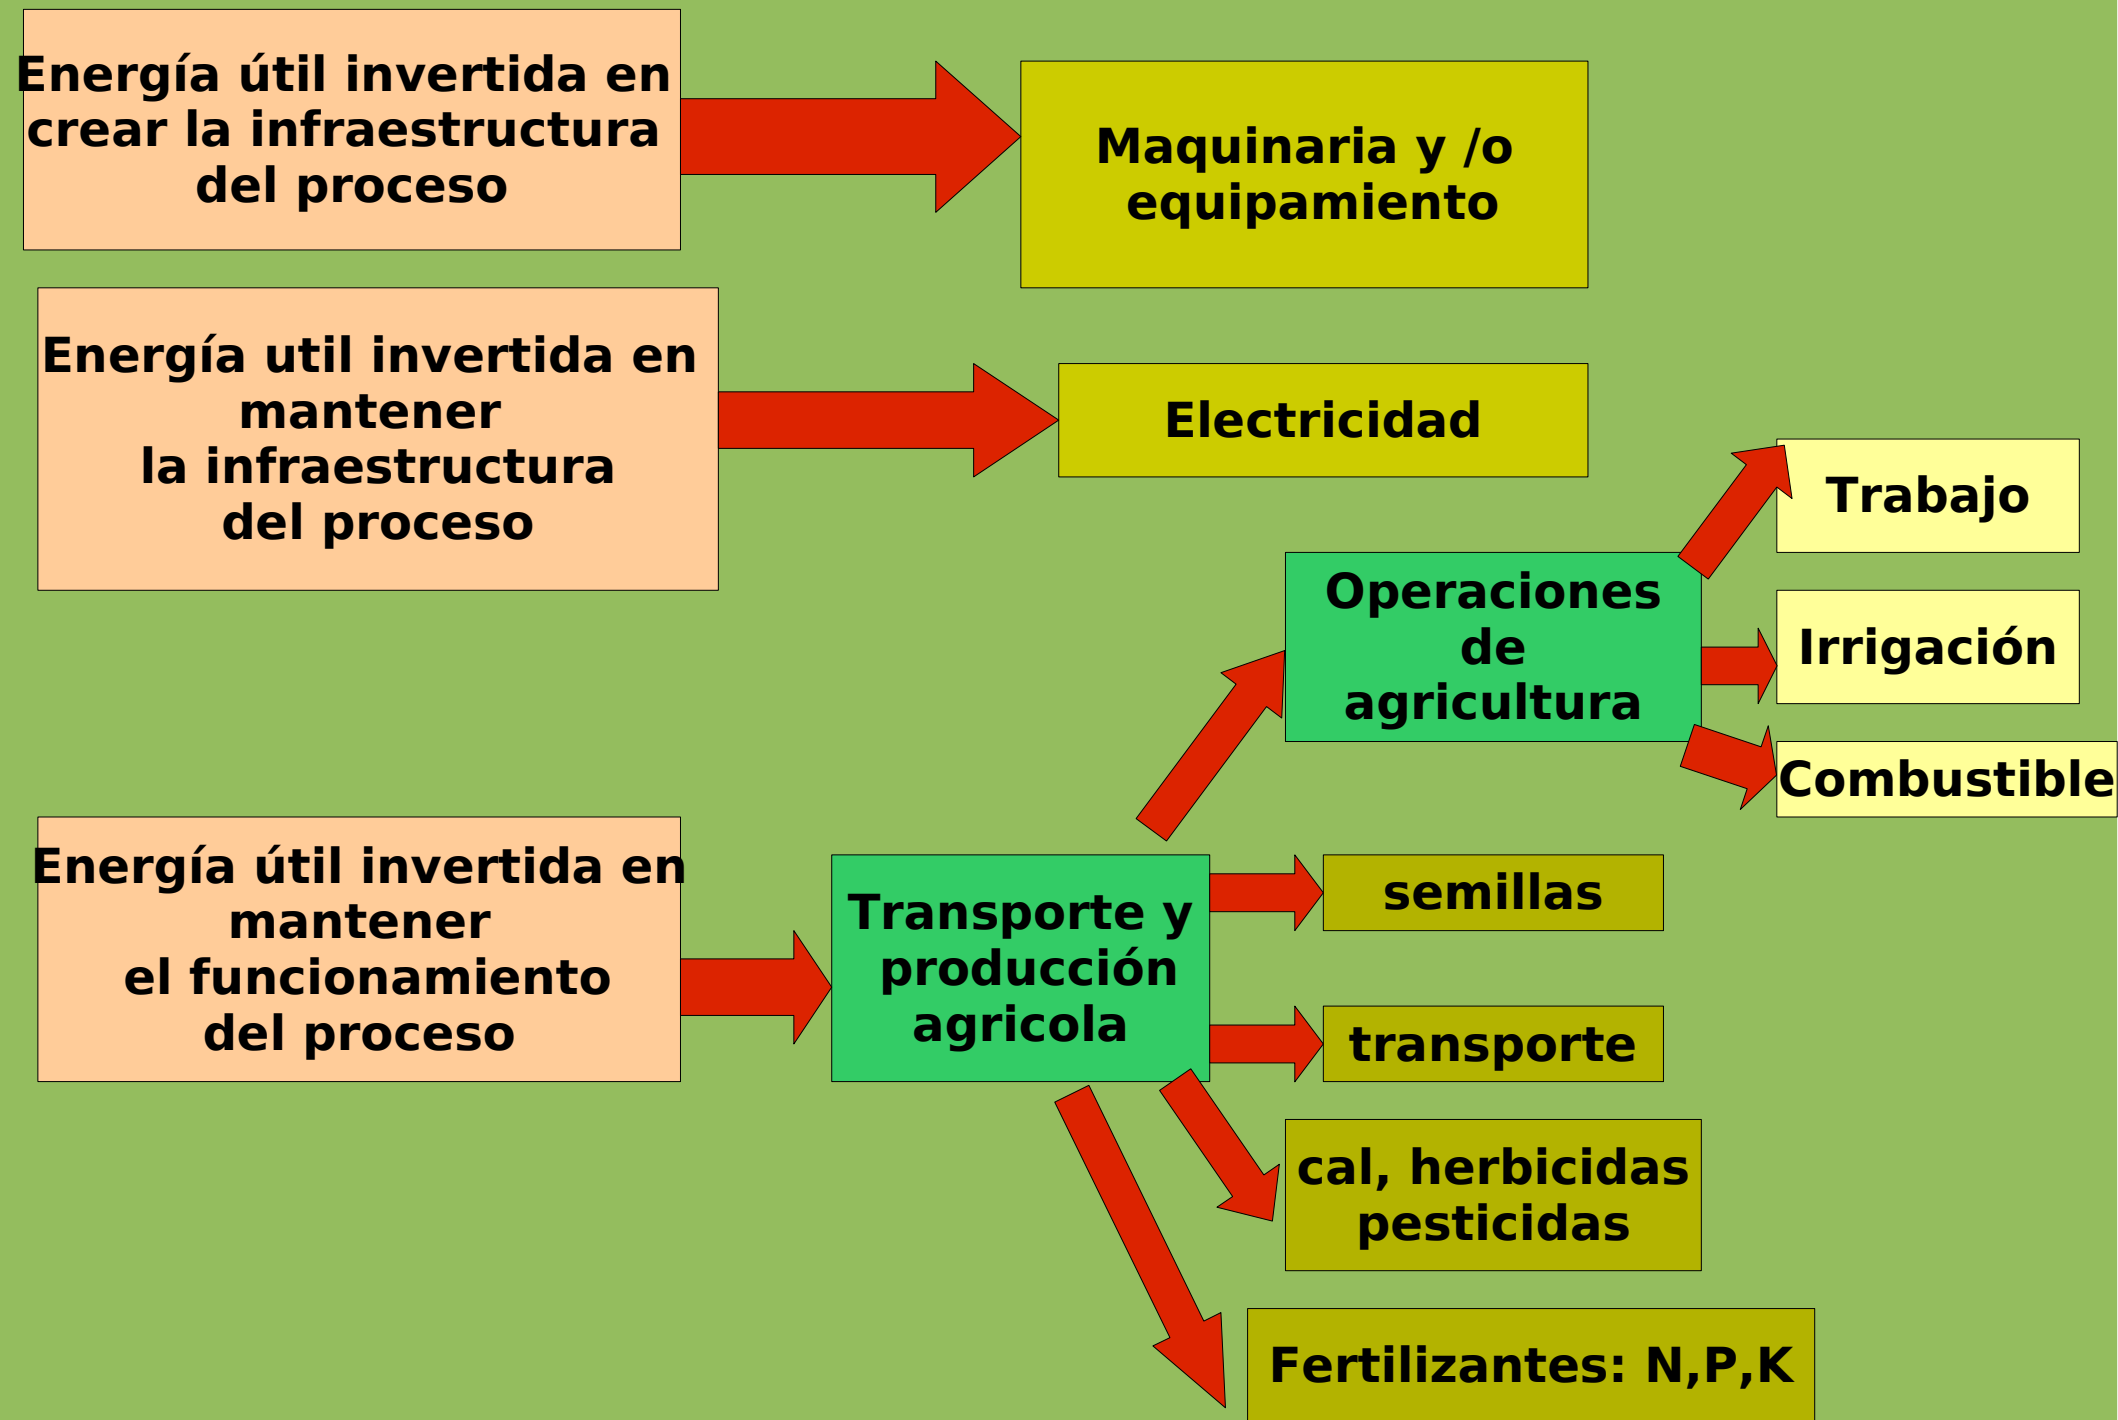 Energía útil invertida en
crear la infraestructura
del proceso
Maquinaria y /o
equipamiento
Energía util invertida en
mantener
la infraestructura
del proceso
Electricidad
Trabajo
Operaciones
de
agricultura
Irrigación
Combustible
Energía útil invertida en
mantener
el funcionamiento
del proceso
Transporte y
producción
agricola
semillas
transporte
cal, herbicidas
pesticidas
Fertilizantes: N,P,K